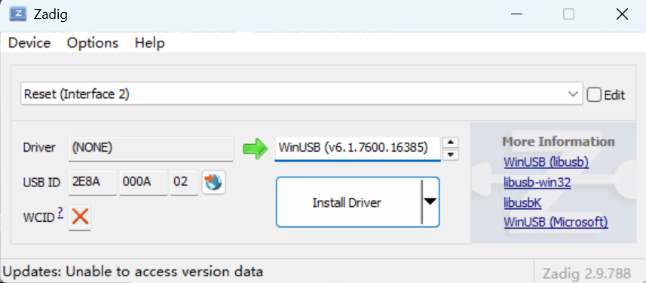 Zadig
Device Options Help
Reset (Interface 2)
Edit
Driver (NONE) WinUSB (v6.1.7600.16385)
USB ID 2E8A 000A 02
WCID ?
Install Driver
More Information
WinUSB (libusb)
libusb-win32
libusbK
WinUSB (Microsoft)
Updates: Unable to access version data
Zadig 2.9.788